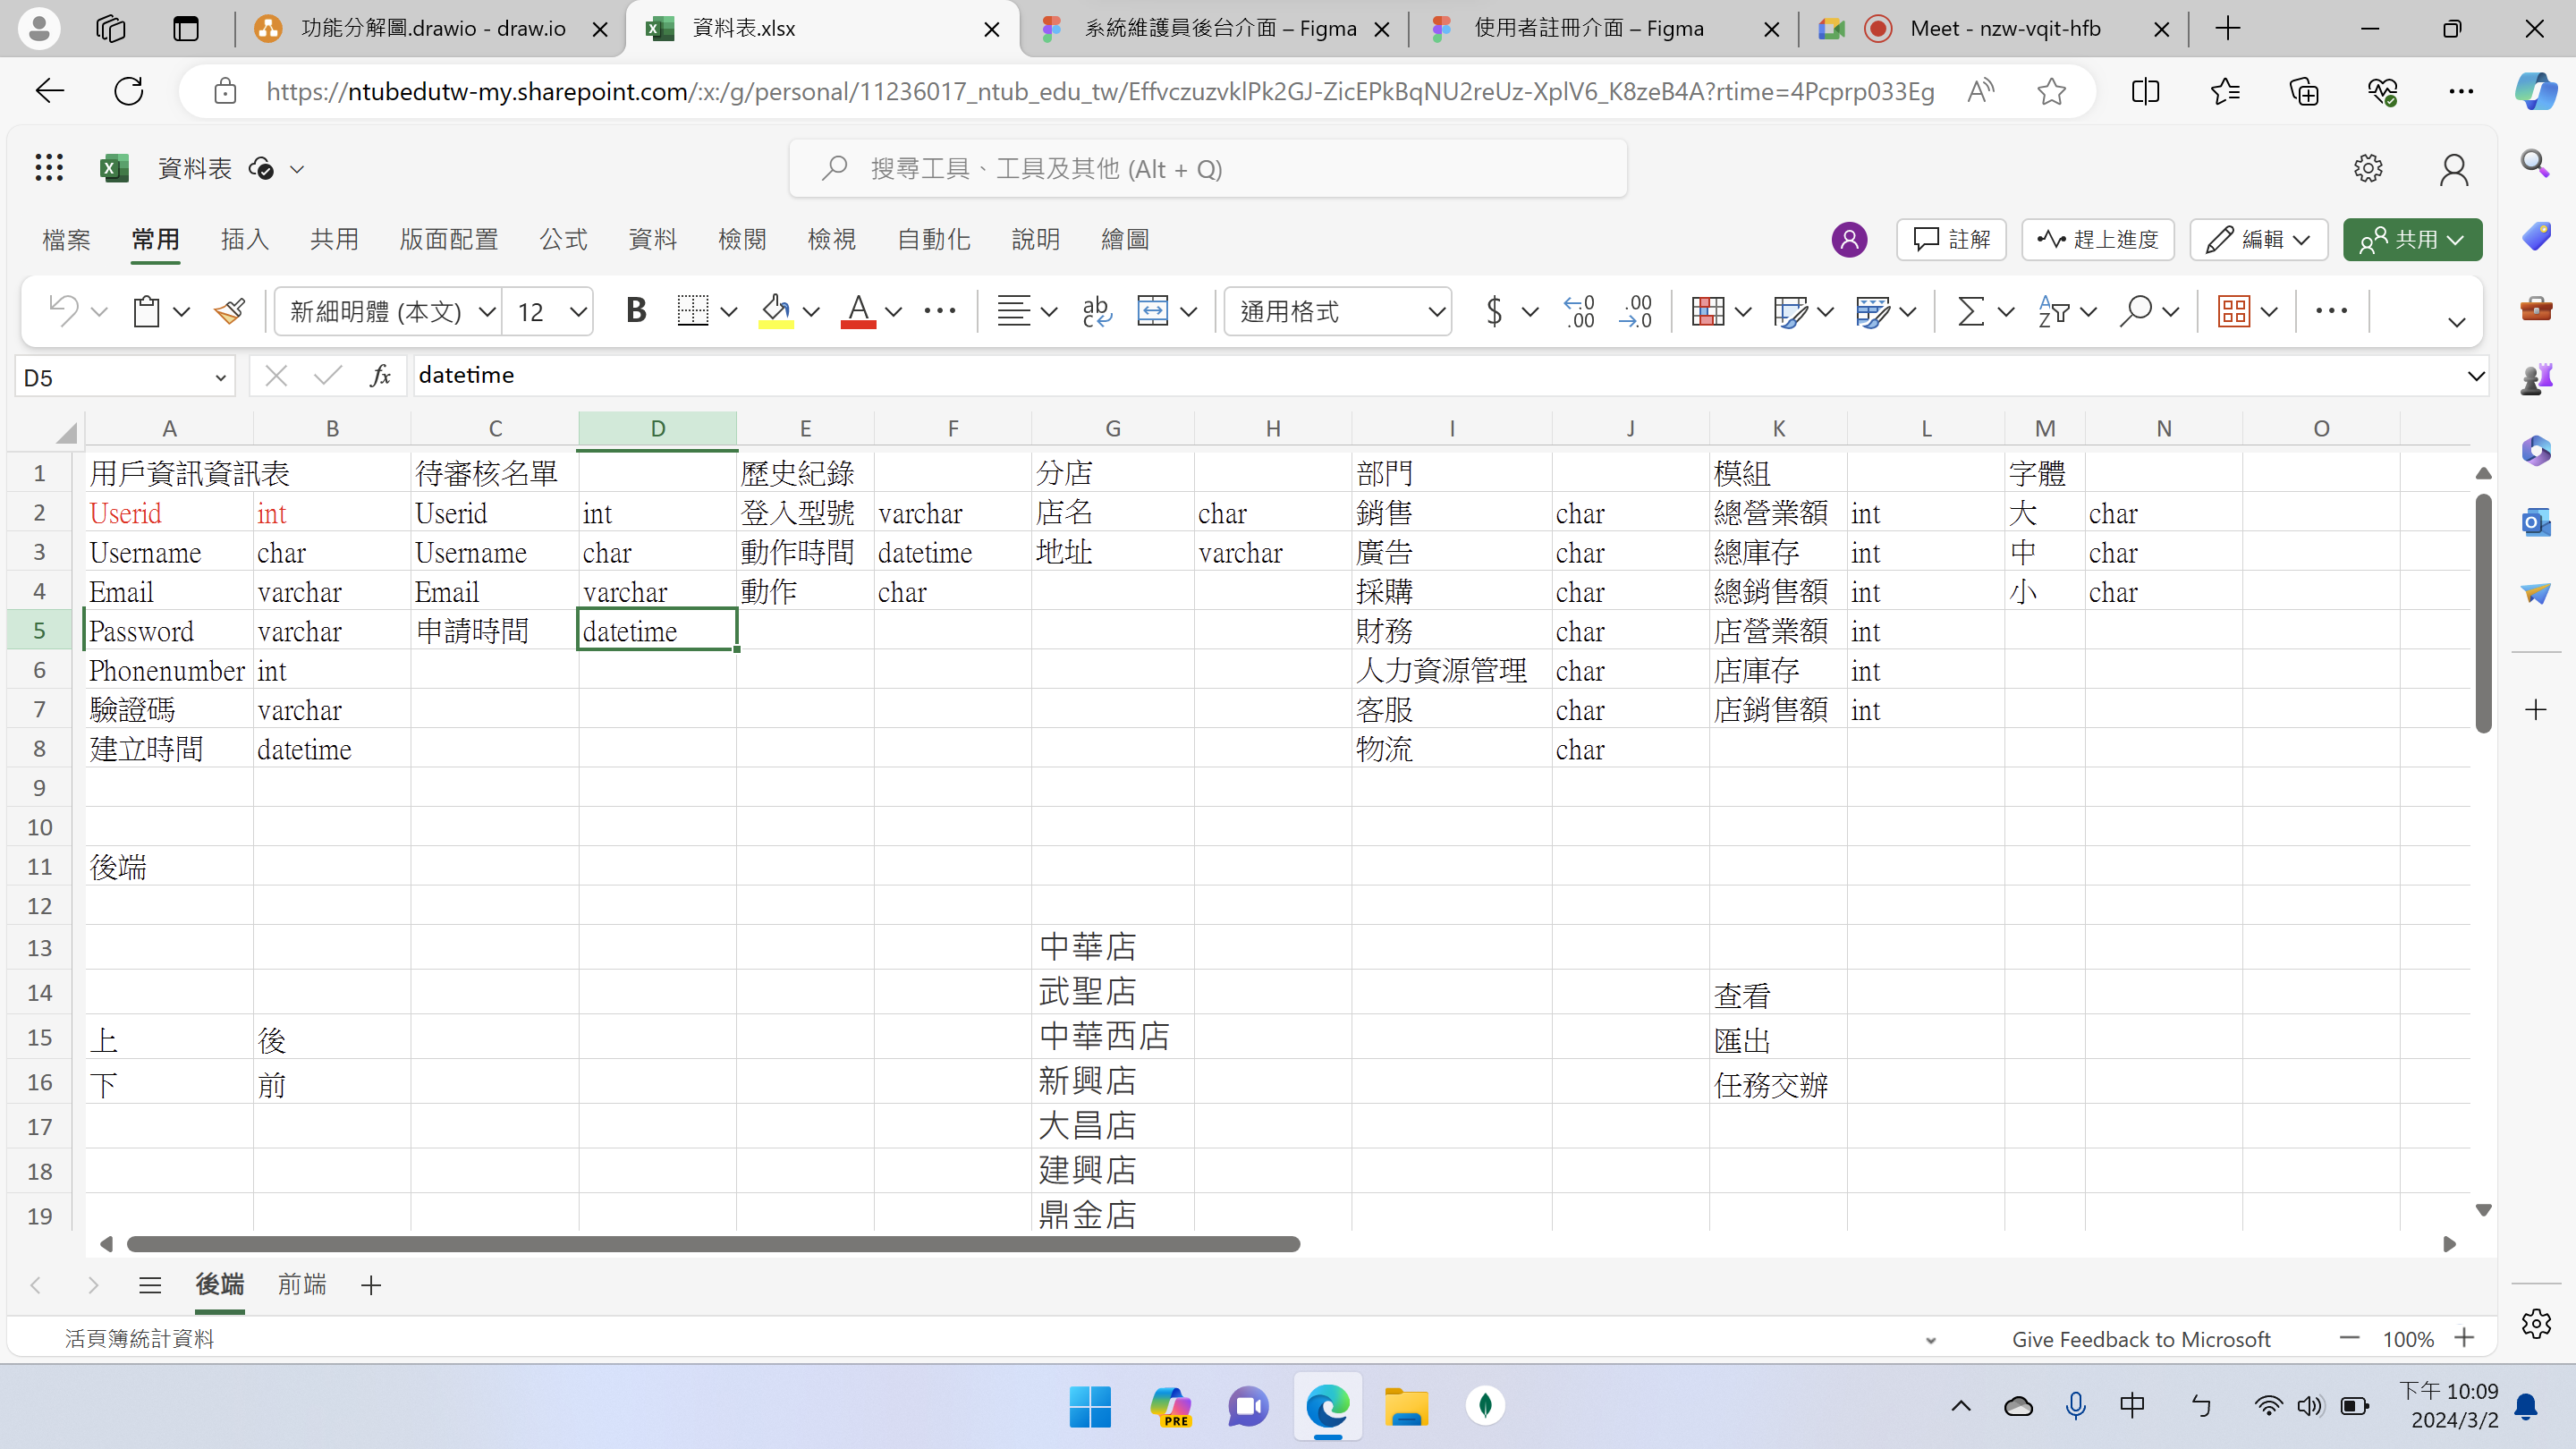 功能分解圖.drawio - draw.io
資料表.xlsx
系統維護員後台介面 – Figma
使用者註冊介面 – Figma
Meet - nzw-vqit-hfb
https://ntubedutw-my.sharepoint.com/:x:/g/personal/11236017_ntub_edu_tw/EffvczuzvklPk2GJ-ZicEPkBqNU2reUz-XplV6_K8zeB4A?rtime=4Pcprp033Eg
資料表
搜尋工具、工具及其他 (Alt + Q)
檔案 常用 插入 共用 版面配置 公式 資料 檢閱 檢視 自動化 說明 繪圖
註解 趕上進度 編輯 共用
新細明體 (本文) 12 B 通用格式
D5 fx datetime
A B C D E F G H I J K L M N O
1 用戶資訊資訊表 待審核名單 歷史紀錄 分店 部門 模組 字體
2 Userid int Userid int 登入型號 varchar 店名 char 銷售 char 總營業額 int 大 char
3 Username char Username char 動作時間 datetime 地址 varchar 廣告 char 總庫存 int 中 char
4 Email varchar Email varchar 動作 char 採購 char 總銷售額 int 小 char
5 Password varchar 申請時間 datetime 財務 char 店營業額 int
6 Phonenumber int 人力資源管理 char 店庫存 int
7 驗證碼 varchar 客服 char 店銷售額 int
8 建立時間 datetime 物流 char
9
10
11 後端
12
13 中華店
14 武聖店 查看
15 上 後 中華西店 匯出
16 下 前 新興店 任務交辦
17 大昌店
18 建興店
19 鼎金店
後端 前端
活頁簿統計資料 Give Feedback to Microsoft 100%
PRE
中 ㄅ
下午 10:09
2024/3/2